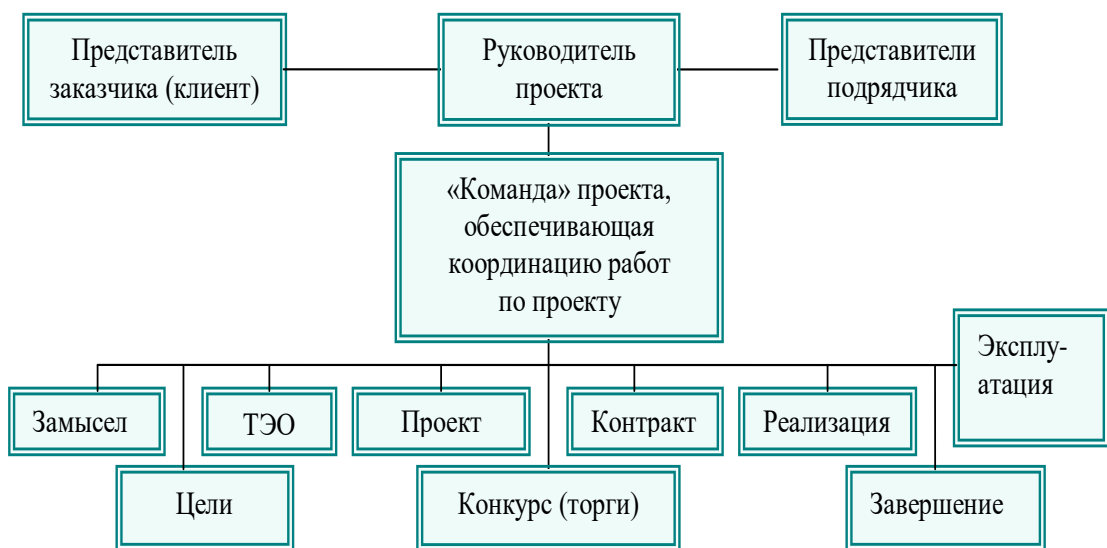 Представитель
заказчика (клиент)
Руководитель
проекта
Представители
подрядчика
«Команда» проекта,
обеспечивающая
координацию работ
по проекту
Эксплу-
атация
Замысел
ТЭО
Проект
Контракт
Реализация
Цели
Конкурс (торги)
Завершение